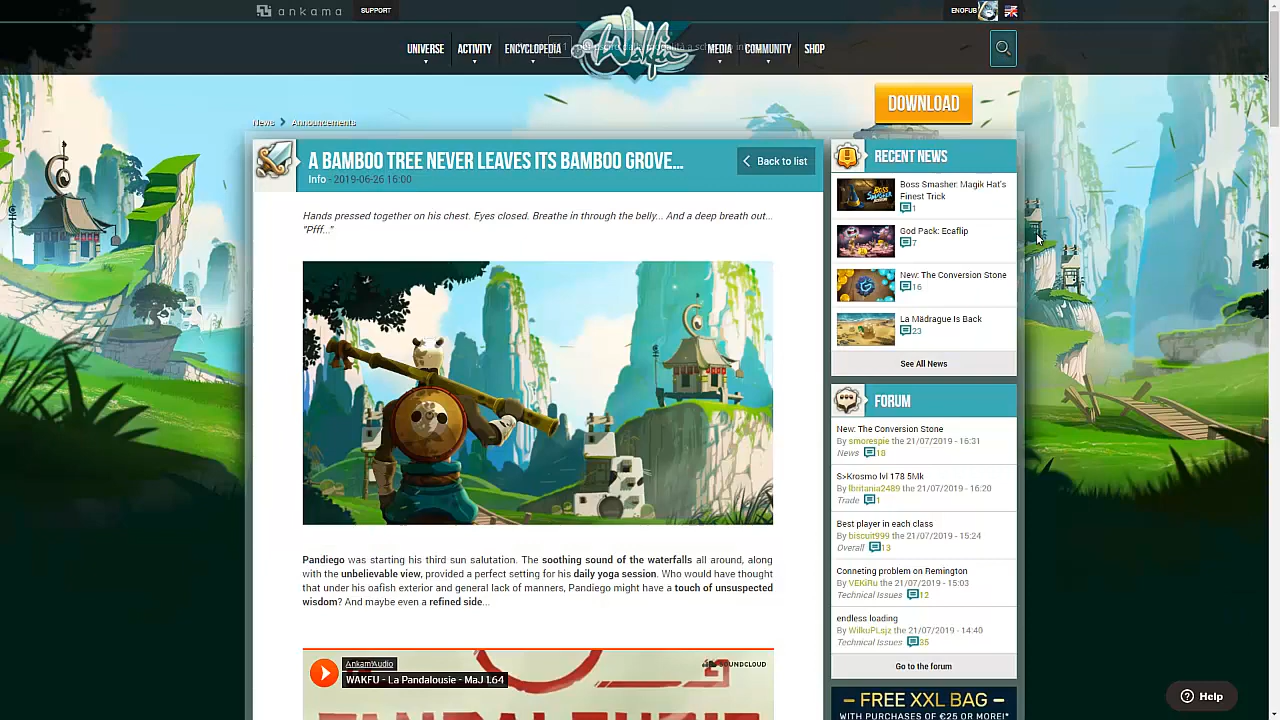 ankama SUPPORT ENOFUB
UNIVERSE ACTIVITY ENCYCLOPEDIA Wakfu MEDIA COMMUNITY SHOP
DOWNLOAD
News Announcements
A BAMBOO TREE NEVER LEAVES ITS BAMBOO GROVE...
Info - 2019-06-26 16:00
Back to list
Hands pressed together on his chest. Eyes closed. Breathe in through the belly... And a deep breath out...
"Pfff..."
Pandiego was starting his third sun salutation. The soothing sound of the waterfalls all around, along
with the unbelievable view, provided a perfect setting for his daily yoga session. Who would have thought
that under his oafish exterior and general lack of manners, Pandiego might have a touch of unsuspected
wisdom? And maybe even a refined side...
AnkamAudio
WAKFU - La Pandalousie - MaJ 1.64
SOUNDCLOUD
PANDALOUSIE
RECENT NEWS
Boss Smasher: Magik Hat's
Finest Trick
1
God Pack: Ecaflip
7
New: The Conversion Stone
16
La Mädrague Is Back
23
See All News
FORUM
New: The Conversion Stone
By smorespie the 21/07/2019 - 16:31
News 18
S>Krosmo lvl 178 5Mk
By lbritania2489 the 21/07/2019 - 16:20
Trade 1
Best player in each class
By biscuit999 the 21/07/2019 - 15:24
Overall 13
Conneting problem on Remington
By VEKiRu the 21/07/2019 - 15:03
Technical Issues 12
endless loading
By WilkuPLsjz the 21/07/2019 - 14:40
Technical Issues 35
Go to the forum
FREE XXL BAG
WITH PURCHASES OF €25 OR MORE!*
Help